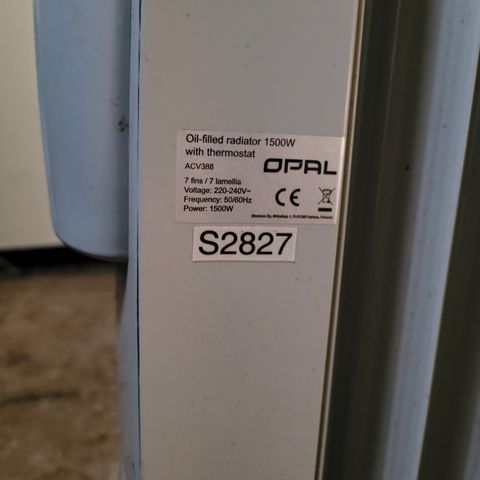 Oil-filled radiator 1500W
with thermostat
ACV388
OPAL
7 fins / 7 lamellia
Voltage: 220-240V~
Frequency: 50/60Hz
Power: 1500W
CE
S2827